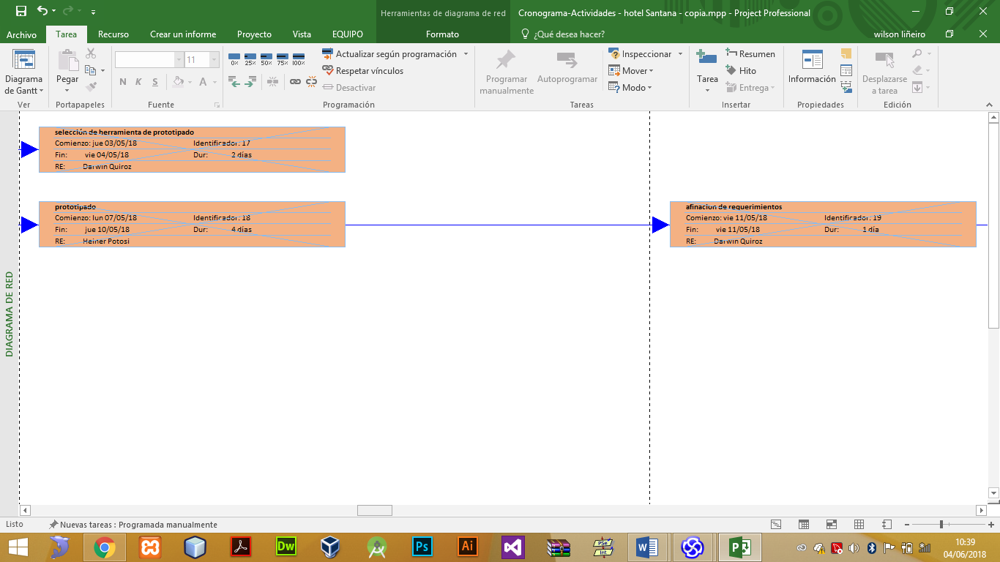 Herramientas de diagrama de red
Cronograma-Actividades - hotel Santana - copia.mpp - Project Professional
Archivo Tarea Recurso Crear un informe Proyecto Vista EQUIPO Formato ¿Qué desea hacer? wilson liñeiro
Diagrama de Gantt
Ver
Pegar
Portapapeles
11
N K S A
Fuente
0% 25% 50% 75% 100%
Actualizar según programación
Respetar vínculos
Desactivar
Programación
Programar manualmente
Autoprogramar
Inspeccionar
Mover
Modo
Tareas
Tarea
Resumen
Hito
Entrega
Insertar
Información
Propiedades
Desplazarse a tarea
Edición
DIAGRAMA DE RED
selección de herramienta de prototipado
Comienzo: jue 03/05/18 Identificador: 17
Fin: vie 04/05/18 Dur: 2 días
RE: Darwin Quiroz
prototipado
Comienzo: lun 07/05/18 Identificador: 18
Fin: jue 10/05/18 Dur: 4 días
RE: Heiner Potosi
afinacion de requerimientos
Comienzo: vie 11/05/18 Identificador: 19
Fin: vie 11/05/18 Dur: 1 día
RE: Darwin Quiroz
Listo Nuevas tareas : Programada manualmente
Dw Ps Ai PSe Int
10:39
04/06/2018